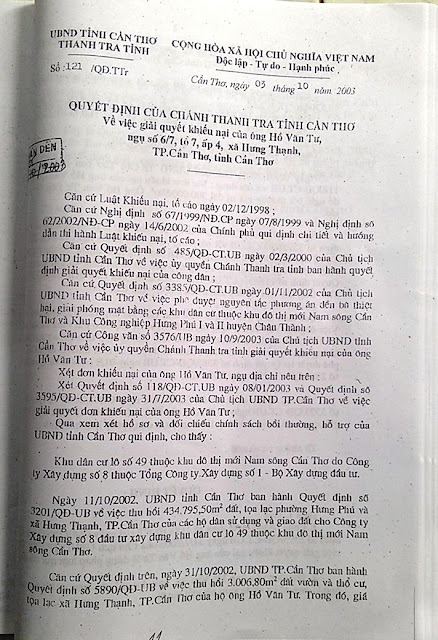 UBND TỈNH CẦN THƠ
THANH TRA TỈNH
Số :121 /QĐ.TTr
CỘNG HÒA XÃ HỘI CHỦ NGHĨA VIỆT NAM
Độc lập - Tự do - Hạnh phúc
Cần Thơ, ngày 03 tháng 10 năm 2003
QUYẾT ĐỊNH CỦA CHÁNH THANH TRA TỈNH CẦN THƠ
Về việc giải quyết khiếu nại của ông Hồ Văn Tư,
ngụ số 6/7, tổ 7, ấp 4, xã Hưng Thạnh,
TP.Cần Thơ, tỉnh Cần Thơ
ĐẾN
Căn cứ Luật Khiếu nại, tố cáo ngày 02/12/1998 ;
Căn cứ Nghị định số 67/1999/NĐ.CP ngày 07/8/1999 và Nghị định số
62/2002/NĐ-CP ngày 14/6/2002 của Chính phủ qui định chi tiết và hướng
dẫn thi hành Luật khiếu nại, tố cáo ;
Căn cứ Quyết định số 485/QĐ-CT.UB ngày 02/3/2000 của Chủ tịch
UBND tỉnh Cần Thơ về việc ủy quyền Chánh Thanh tra tỉnh ban hành quyết
định giải quyết khiếu nại của công dân ;
Căn cứ Quyết định số 3385/QĐ-CT.UB ngày 01/11/2002 của Chủ tịch
UBND tỉnh Cần Thơ về việc phê duyệt nguyên tắc phương án đền bù thiệt
hại, giải phóng mặt bằng các khu dân cư thuộc khu đô thị mới Nam sông Cần
Thơ và Khu Công nghiệp Hưng Phú I và II huyện Châu Thành ;
Căn cứ Công văn số 3576/UB ngày 10/9/2003 của Chủ tịch UBND tỉnh
Cần Thơ về việc ủy quyền Chánh Thanh tra tỉnh giải quyết khiếu nại của ông
Hồ Văn Tư :
Xét đơn khiếu nại của ông Hồ Văn Tư, ngụ địa chỉ nêu trên :
Xét Quyết định số 118/QĐ-CT.UB ngày 08/01/2003 và Quyết định số
3595/QĐ-CT.UB ngày 31/7/2003 của Chủ tịch UBND TP.Cần Thơ về việc
giải quyết đơn khiếu nại của ông Hồ Văn Tư ;
Qua xem xét hồ sơ và đối chiếu chính sách bồi thường, hỗ trợ của
UBND tỉnh Cần Thơ qui định, cho thấy :
Khu dân cư lô số 49 thuộc khu đô thị mới Nam sông Cần Thơ do Công
ty Xây dựng số 8 thuộc Tổng Công ty Xây dựng số 1 - Bộ Xây dựng đầu tư.
Ngày 11/10/2002, UBND tỉnh Cần Thơ ban hành Quyết định số
3201/QĐ-UB về việc thu hồi 434.795,50m² đất, tọa lạc phường Hưng Phú và
xã Hưng Thạnh, TP.Cần Thơ của các hộ dân sử dụng và giao đất cho Công ty
Xây dựng số 8 đầu tư xây dựng khu dân cư lô 49 thuộc khu đô thị mới Nam
sông Cần Thơ.
Căn cứ Quyết định trên, ngày 31/10/2002, UBND TP.Cần Thơ ban hành
Quyết định số 5890/QĐ-UB về việc thu hồi 3.006,80m² đất vườn và thổ cư,
tọa lạc xã Hưng Thạnh, TP.Cần Thơ của hộ ông Hồ Văn Tư. Trong đó, giá